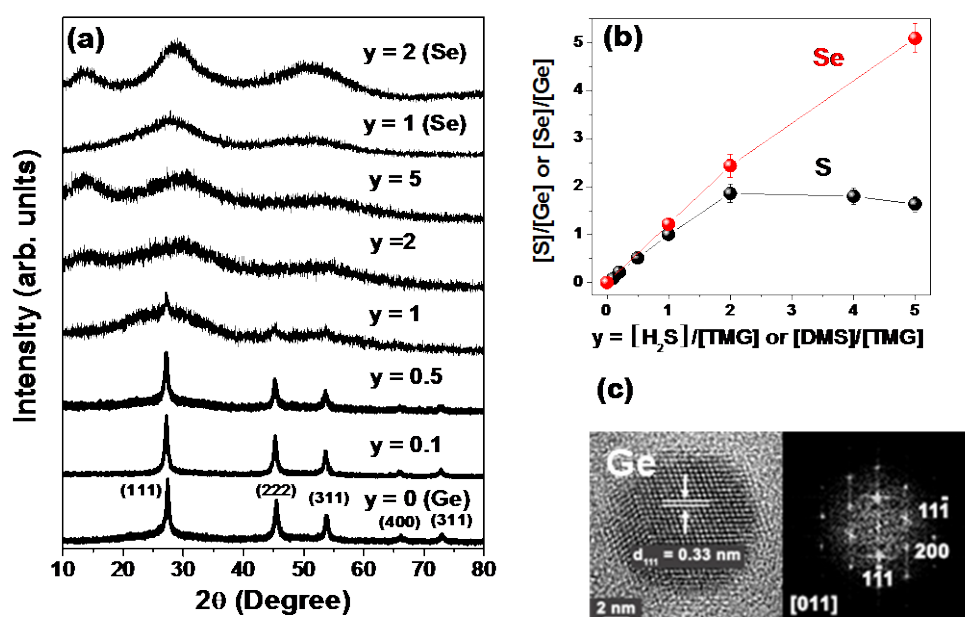 (a)
y = 2 (Se)
y = 1 (Se)
y = 5
y =2
y = 1
y = 0.5
y = 0.1
y = 0 (Ge)
(111)
(222)
(311)
(400)
(311)
Intensity (arb. units)
10 20 30 40 50 60 70 80
2θ (Degree)
(b)
Se
S
[S]/[Ge] or [Se]/[Ge]
5
4
3
2
1
0
0 1 2 3 4 5
y = [H₂S]/[TMG] or [DMS]/[TMG]
(c)
Ge
d₁₁₁ = 0.33 nm
2 nm
111̄
200
111
[011]